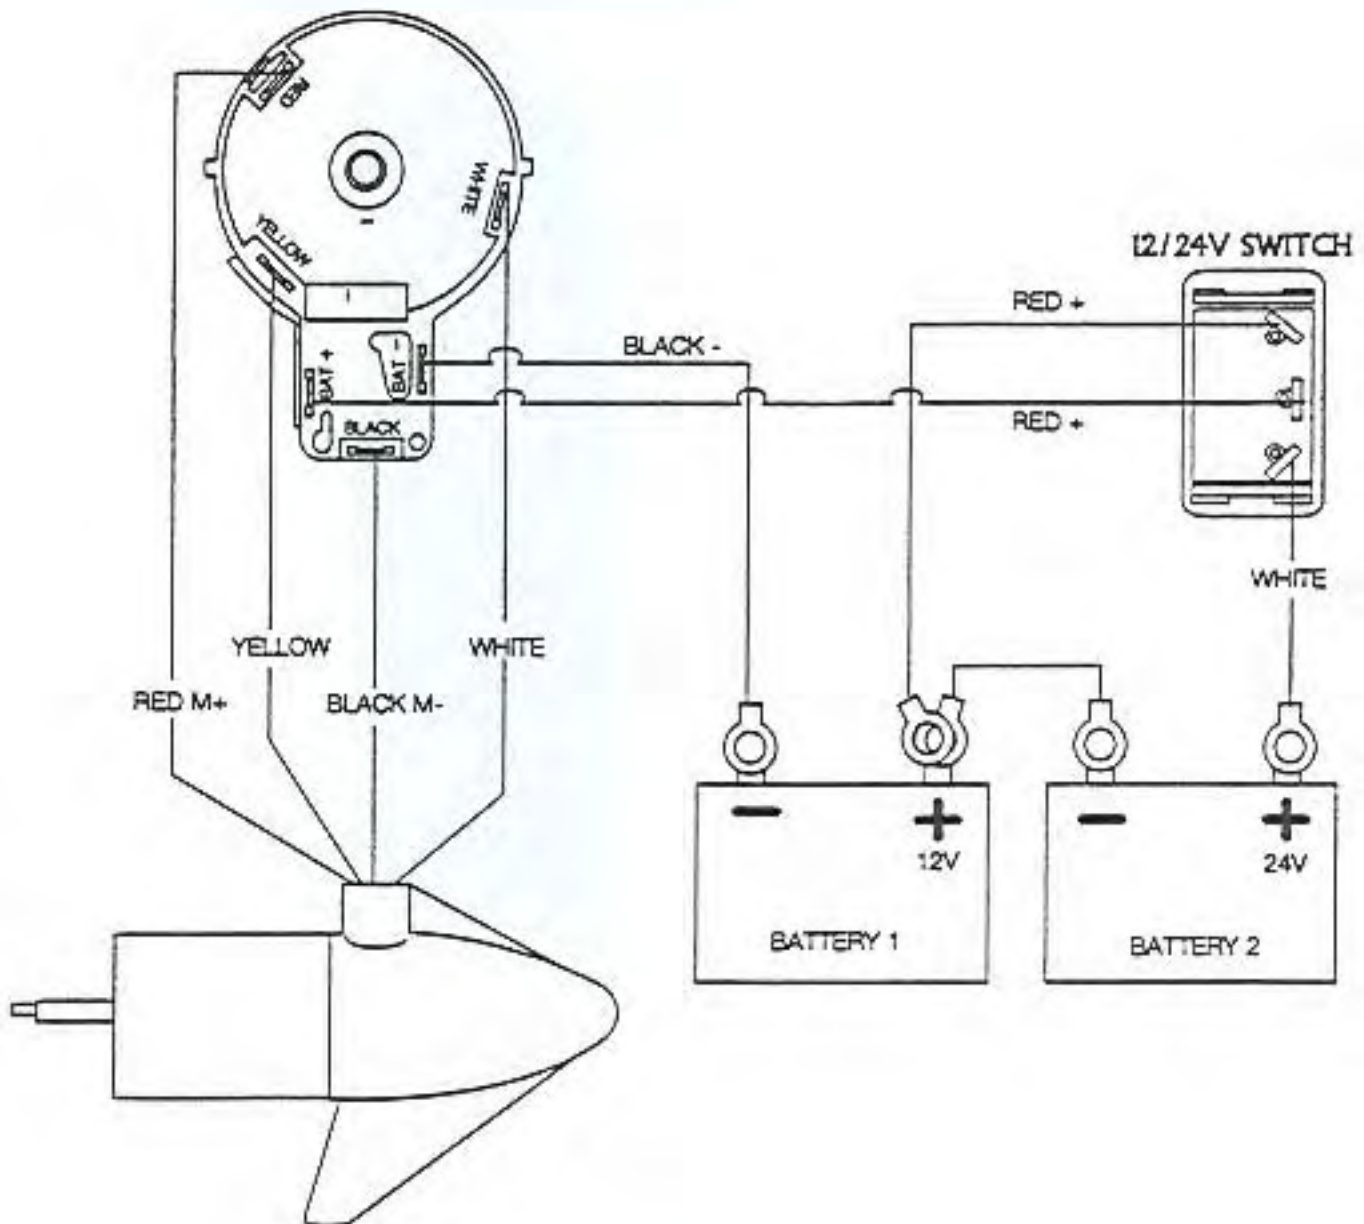 RED
WHITE
YELLOW
12/24V SWITCH
RED +
BLACK -
BAT +
BAT -
RED +
BLACK
WHITE
YELLOW
WHITE
RED M+
BLACK M-
12V
24V
BATTERY 1
BATTERY 2